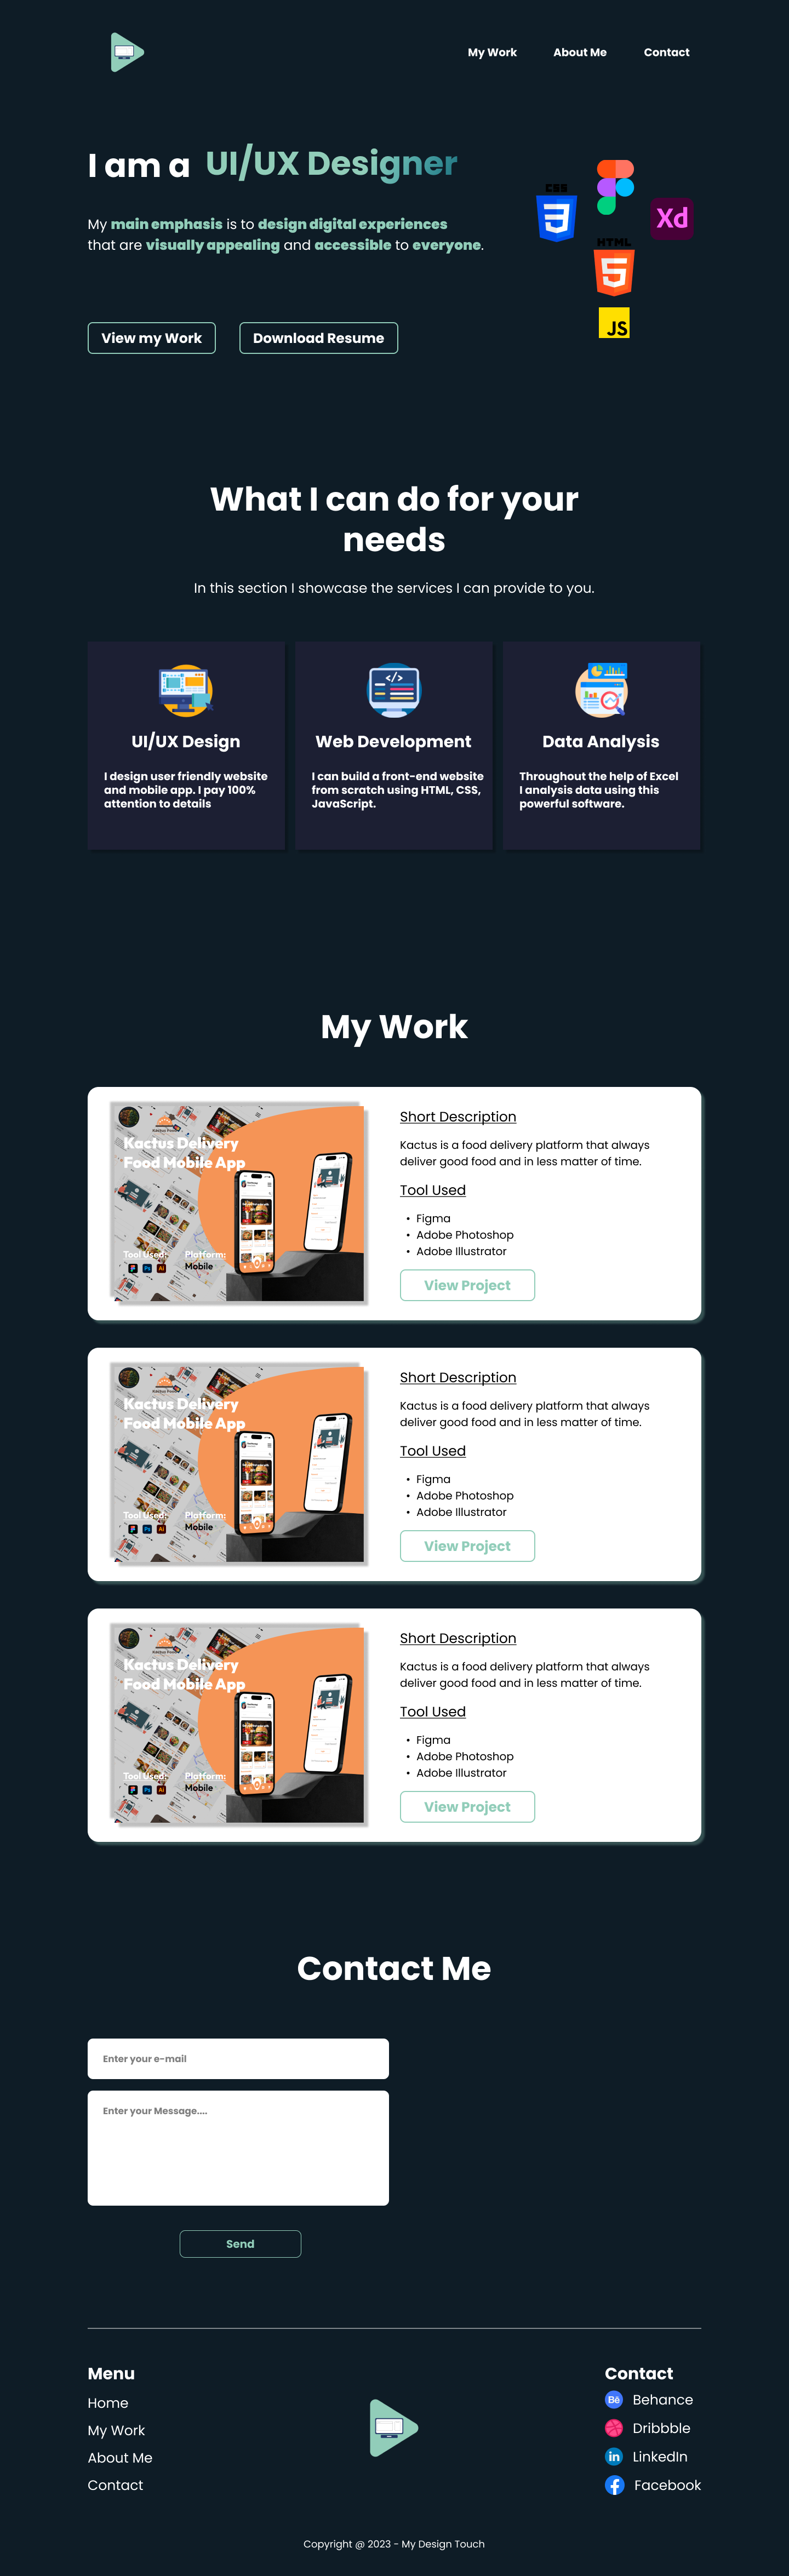 My Work About Me Contact
I am a UI/UX Designer
My main emphasis is to design digital experiences
that are visually appealing and accessible to everyone.
CSS
3
Xd
HTML
5
JS
View my Work Download Resume
What I can do for your
needs
In this section I showcase the services I can provide to you.
UI/UX Design
I design user friendly website
and mobile app. I pay 100%
attention to details
</>
Web Development
I can build a front-end website
from scratch using HTML, CSS,
JavaScript.
Data Analysis
Throughout the help of Excel
I analysis data using this
powerful software.
My Work
Kactus Delivery
Food Mobile App
Tool Used: Platform:
Mobile
Ps Ai
Short Description
Kactus is a food delivery platform that always
deliver good food and in less matter of time.
Tool Used
• Figma
• Adobe Photoshop
• Adobe Illustrator
View Project
Kactus Delivery
Food Mobile App
Tool Used: Platform:
Mobile
Ps Ai
Short Description
Kactus is a food delivery platform that always
deliver good food and in less matter of time.
Tool Used
• Figma
• Adobe Photoshop
• Adobe Illustrator
View Project
Kactus Delivery
Food Mobile App
Tool Used: Platform:
Mobile
Ps Ai
Short Description
Kactus is a food delivery platform that always
deliver good food and in less matter of time.
Tool Used
• Figma
• Adobe Photoshop
• Adobe Illustrator
View Project
Contact Me
Enter your e-mail
Enter your Message....
Send
Menu
Home
My Work
About Me
Contact
Contact
Bē Behance
Dribbble
in LinkedIn
f Facebook
Copyright @ 2023 - My Design Touch